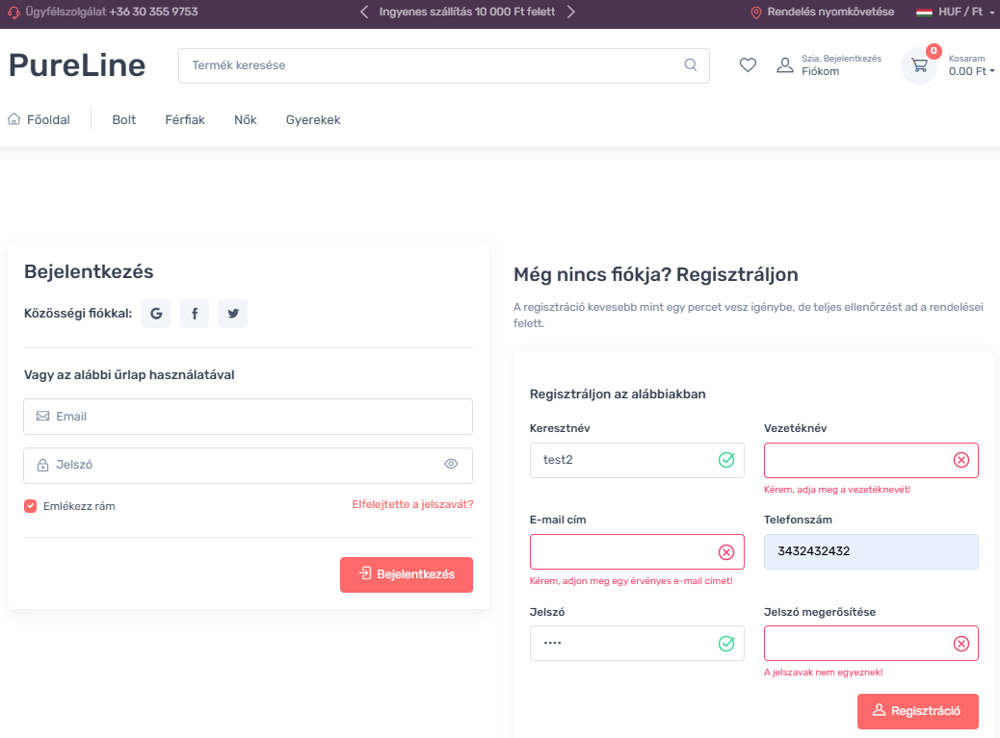 Ügyfélszolgálat +36 30 355 9753
Ingyenes szállítás 10 000 Ft felett
Rendelés nyomkövetése
HUF / Ft
PureLine
Termék keresése
Szia, Bejelentkezés
Fiókom
0
Kosaram
0.00 Ft
Főoldal
Bolt
Férfiak
Nők
Gyerekek
Bejelentkezés
Közösségi fiókkal:
Vagy az alábbi űrlap használatával
Email
Jelszó
Emlékezz rám
Elfelejtette a jelszavát?
Bejelentkezés
Még nincs fiókja? Regisztráljon
A regisztráció kevesebb mint egy percet vesz igénybe, de teljes ellenőrzést ad a rendelései
felett.
Regisztráljon az alábbiakban
Keresztnév
Vezetéknév
test2
Kérem, adja meg a vezetéknevét!
E-mail cím
Telefonszám
3432432432
Kérem, adjon meg egy érvényes e-mail címet!
Jelszó
Jelszó megerősítése
••••
A jelszavak nem egyeznek!
Regisztráció